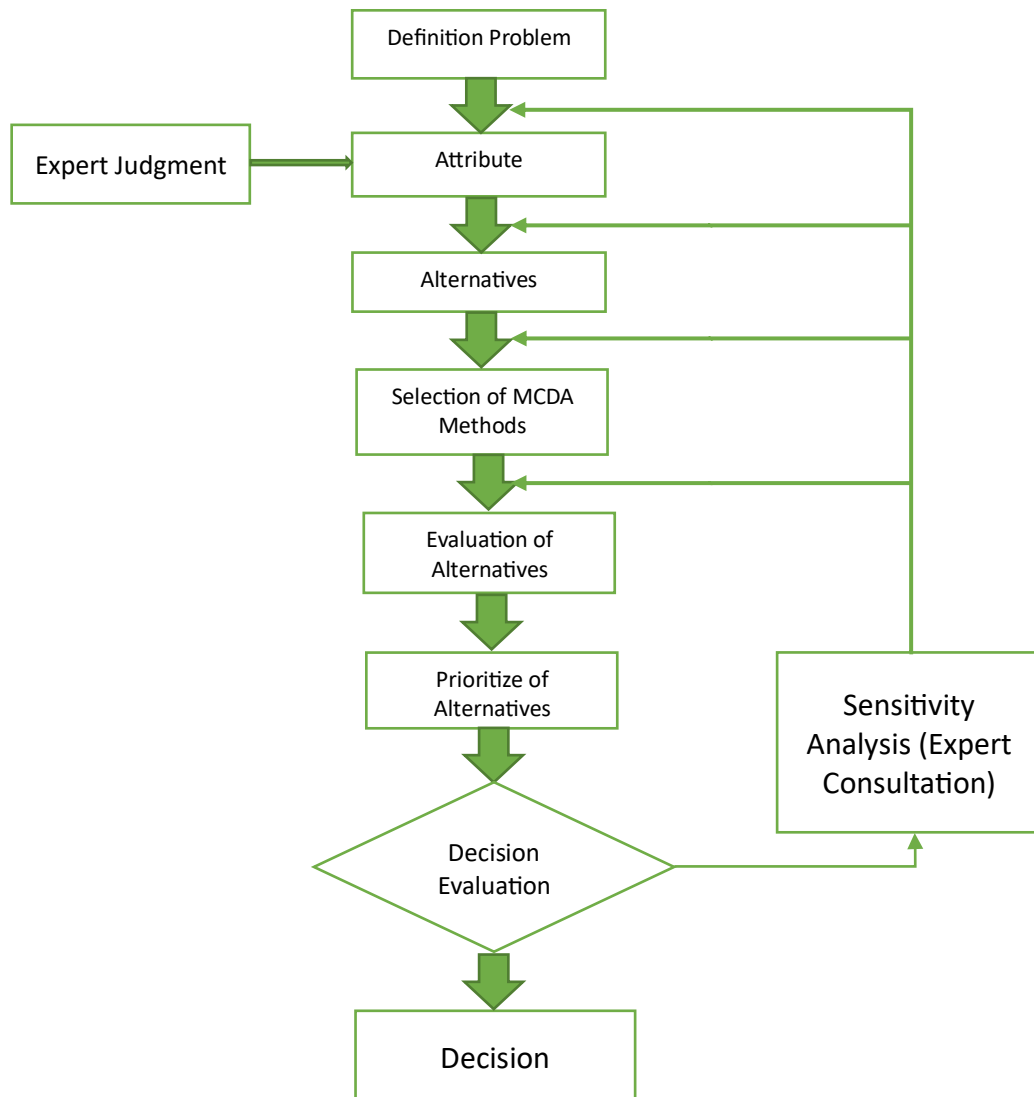 Definition Problem
Expert Judgment
Attribute
Alternatives
Selection of MCDA
Methods
Evaluation of
Alternatives
Prioritize of
Alternatives
Sensitivity
Analysis (Expert
Consultation)
Decision
Evaluation
Decision